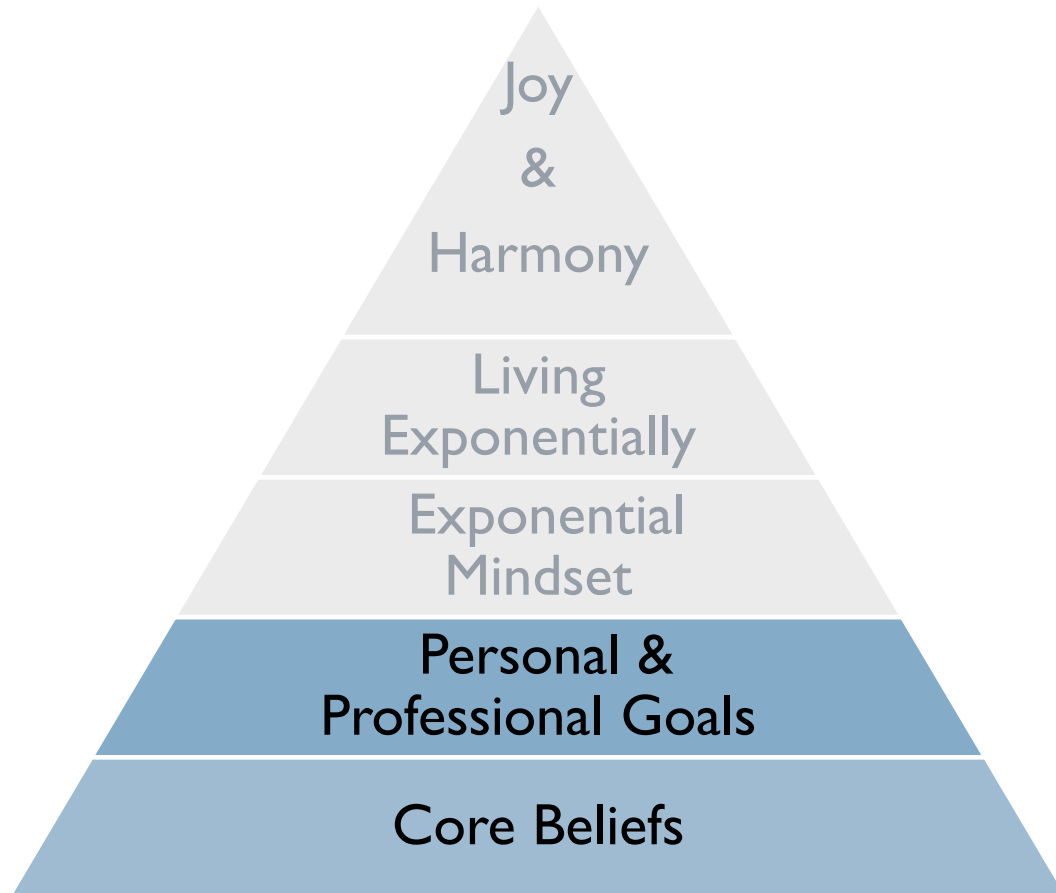 Joy
&
Harmony
Living
Exponentially
Exponential
Mindset
Personal &
Professional Goals
Core Beliefs